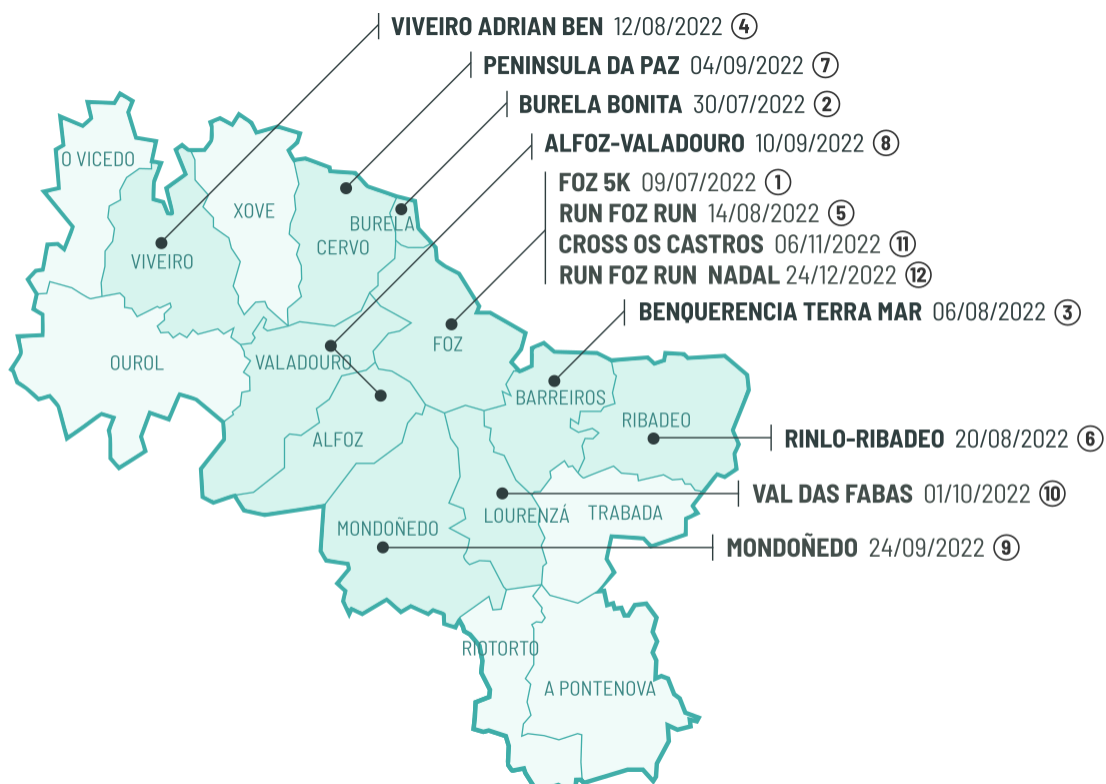 VIVEIRO ADRIAN BEN 12/08/2022 4
PENINSULA DA PAZ 04/09/2022 7
BURELA BONITA 30/07/2022 2
ALFOZ-VALADOURO 10/09/2022 8
FOZ 5K 09/07/2022 1
RUN FOZ RUN 14/08/2022 5
CROSS OS CASTROS 06/11/2022 11
RUN FOZ RUN NADAL 24/12/2022 12
BENQUERENCIA TERRA MAR 06/08/2022 3
RINLO-RIBADEO 20/08/2022 6
VAL DAS FABAS 01/10/2022 10
MONDOÑEDO 24/09/2022 9
O VICEDO
XOVE
BURELA
CERVO
VIVEIRO
FOZ
VALADOURO
OUROL
BARREIROS
RIBADEO
ALFOZ
LOURENZÁ
TRABADA
MONDOÑEDO
RIOTORTO
A PONTENOVA